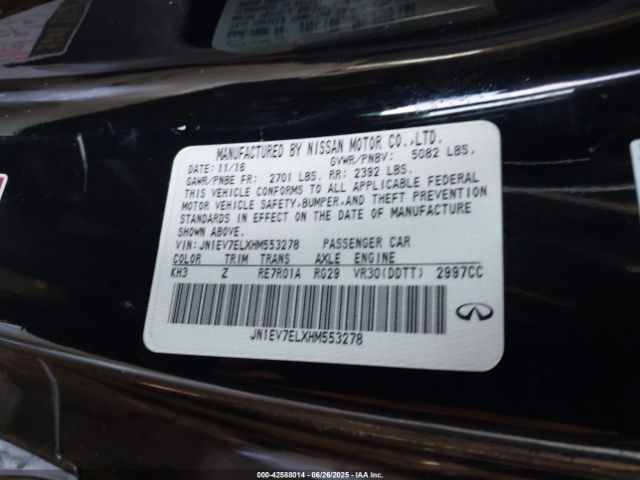 MANUFACTURED BY NISSAN MOTOR CO.,LTD.
DATE: 11/16 GVWR/PNBV: 5082 LBS.
GAWR/PNBE FR: 2701 LBS. RR: 2392 LBS.
THIS VEHICLE CONFORMS TO ALL APPLICABLE FEDERAL
MOTOR VEHICLE SAFETY, BUMPER, AND THEFT PREVENTION
STANDARDS IN EFFECT ON THE DATE OF MANUFACTURE
SHOWN ABOVE.
VIN: JN1EV7ELXHM553278 PASSENGER CAR
COLOR TRIM TRANS AXLE ENGINE
KH3 Z RE7R01A RG29 VR30(DDTT) 2997CC
JN1EV7ELXHM553278
000-42588014 | 06/26/2025 | IAA Inc.